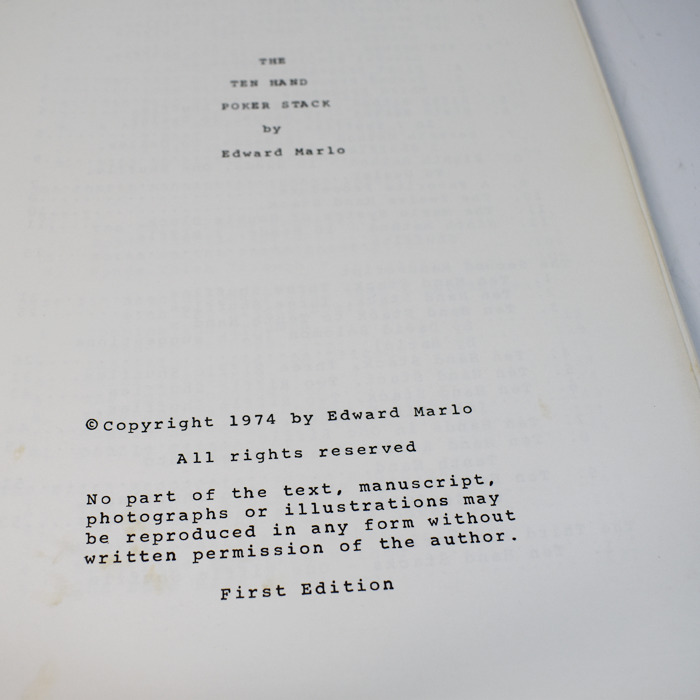 THE
TEN HAND
POKER STACK
by
Edward Marlo
©Copyright 1974 by Edward Marlo
All rights reserved
No part of the text, manuscript,
photographs or illustrations may
be reproduced in any form without
written permission of the author.
First Edition